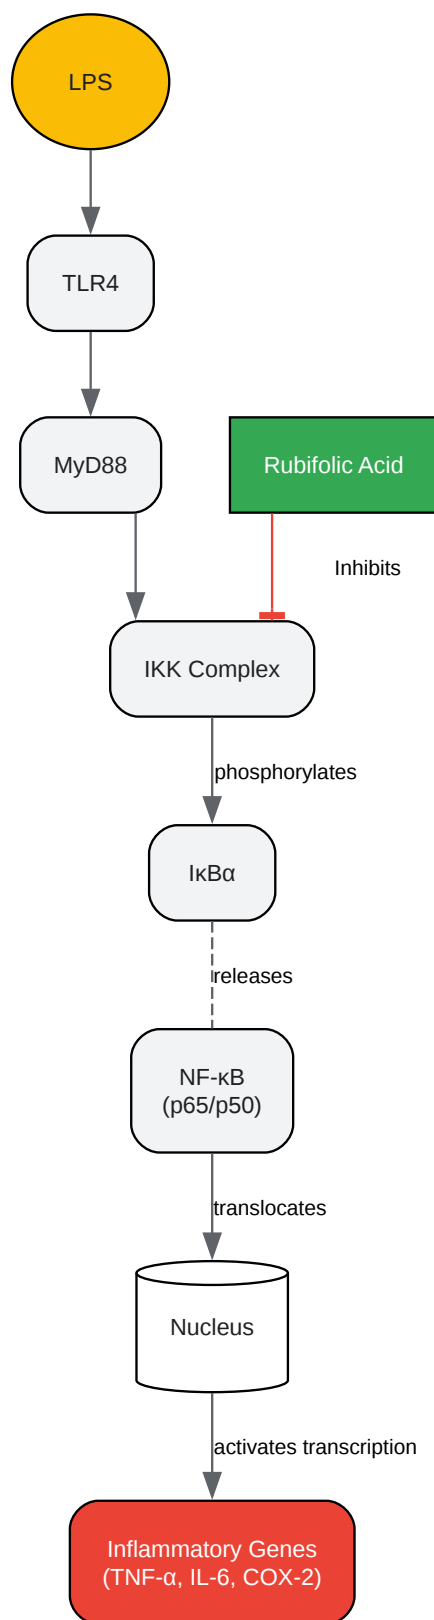 LPS
TLR4
MyD88
Rubifolic Acid
Inhibits
IKK Complex
phosphorylates
IκBα
releases
NF-κB
(p65/p50)
translocates
Nucleus
activates transcription
Inflammatory Genes
(TNF-α, IL-6, COX-2)